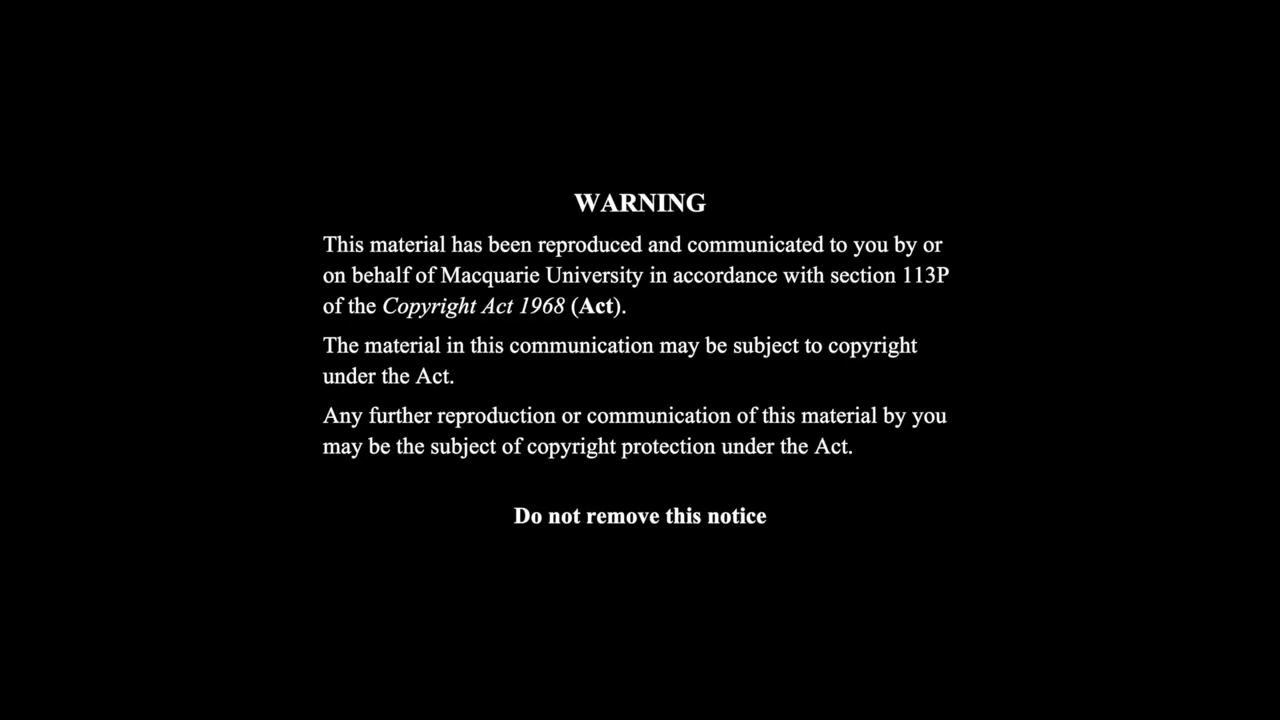 WARNING
This material has been reproduced and communicated to you by or
on behalf of Macquarie University in accordance with section 113P
of the Copyright Act 1968 (Act).
The material in this communication may be subject to copyright
under the Act.
Any further reproduction or communication of this material by you
may be the subject of copyright protection under the Act.
Do not remove this notice